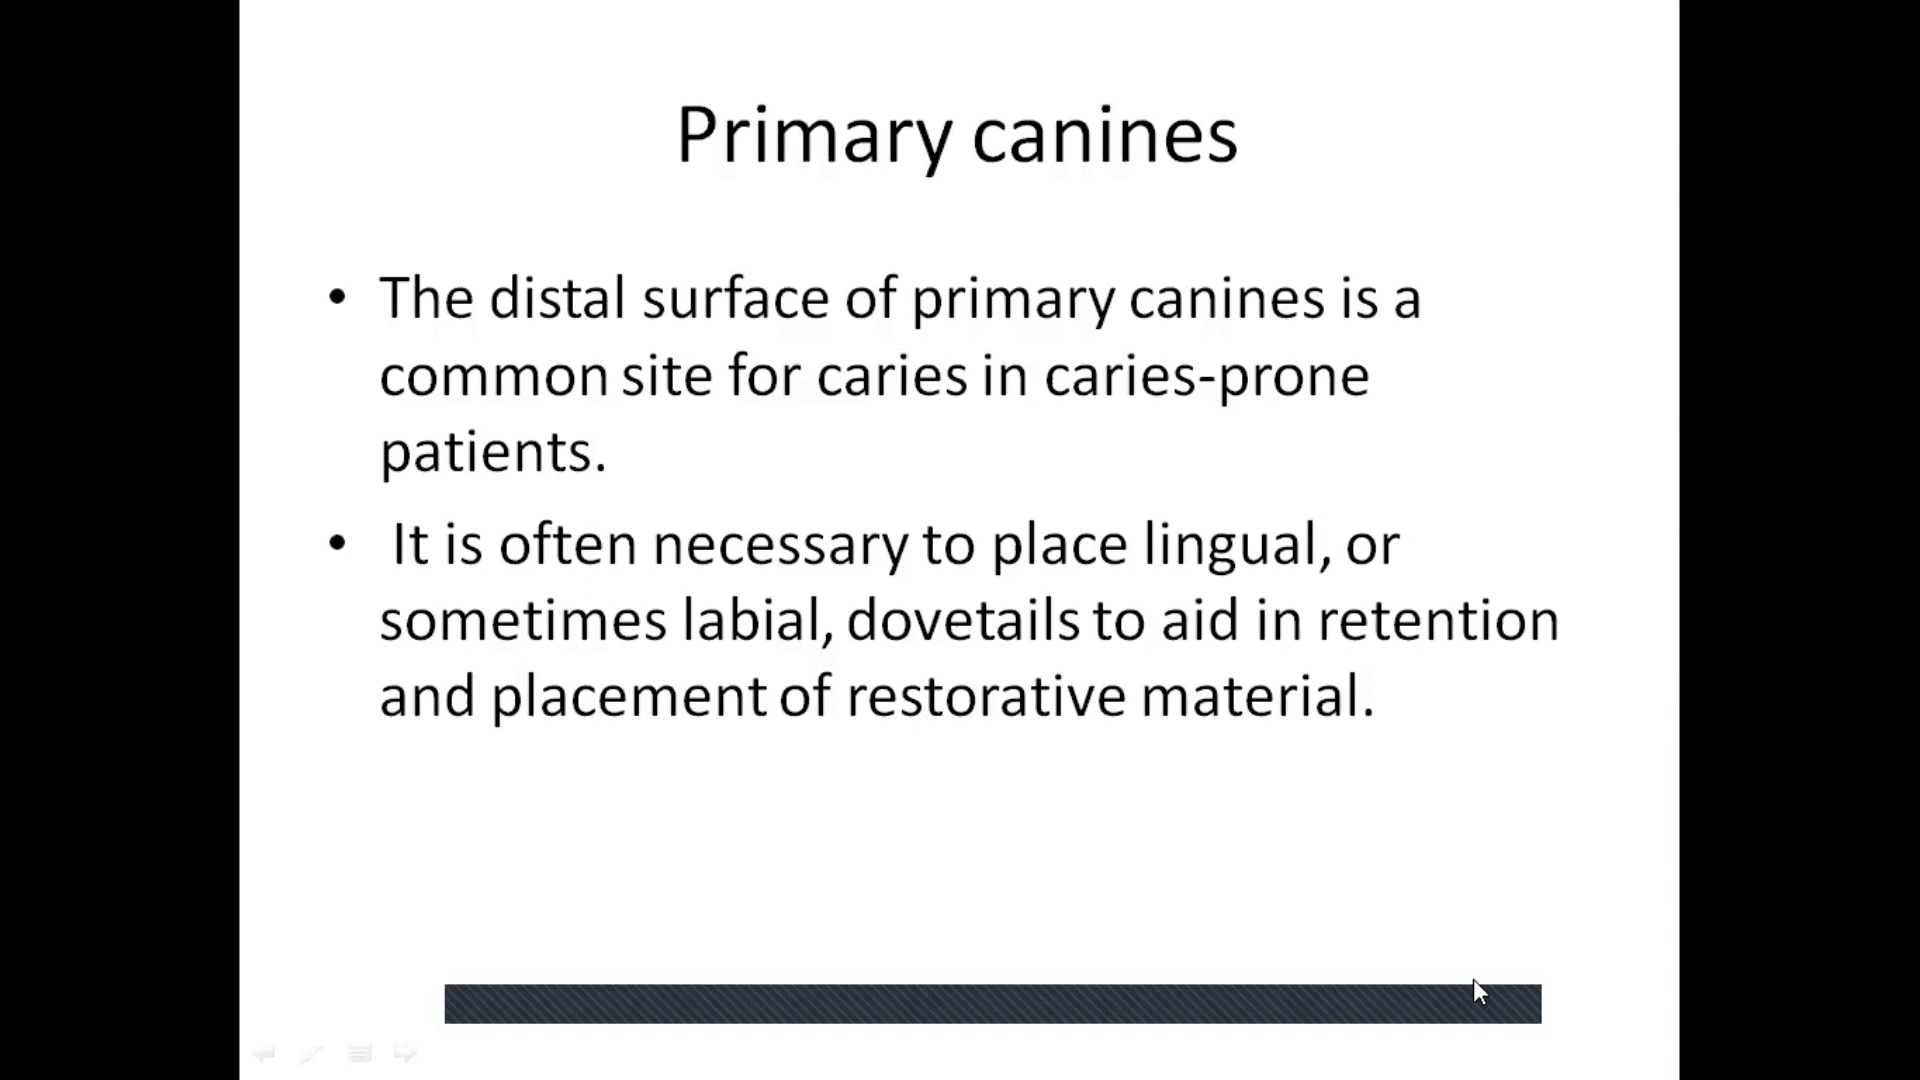 Primary canines
• The distal surface of primary canines is a
common site for caries in caries-prone
patients.
• It is often necessary to place lingual, or
sometimes labial, dovetails to aid in retention
and placement of restorative material.